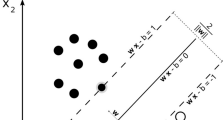 x₂
w x - b = 1
2
||w||
w x - b = 0
w x - b = -1
w